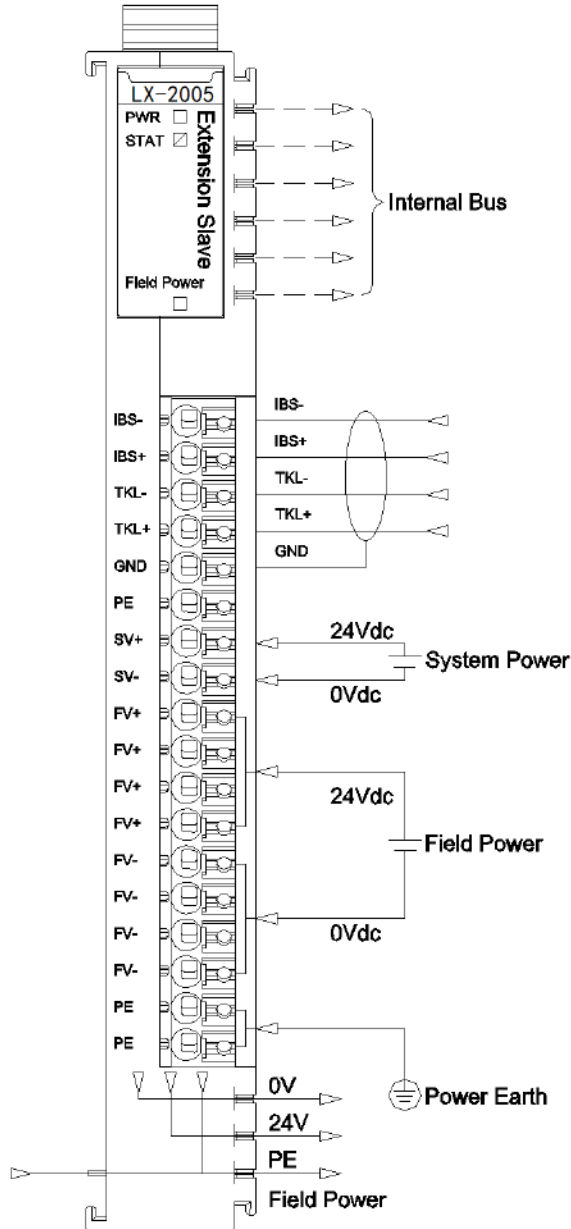 LX-2005
PWR
STAT
Extension Slave
Field Power
Internal Bus
IBS- IBS-
IBS+ IBS+
TKL- TKL-
TKL+ TKL+
GND GND
PE
SV+ 24Vdc
System Power
SV- 0Vdc
FV+
FV+
FV+ 24Vdc
FV+
Field Power
FV-
FV-
FV- 0Vdc
FV-
PE
PE
Power Earth
0V
24V
PE
Field Power